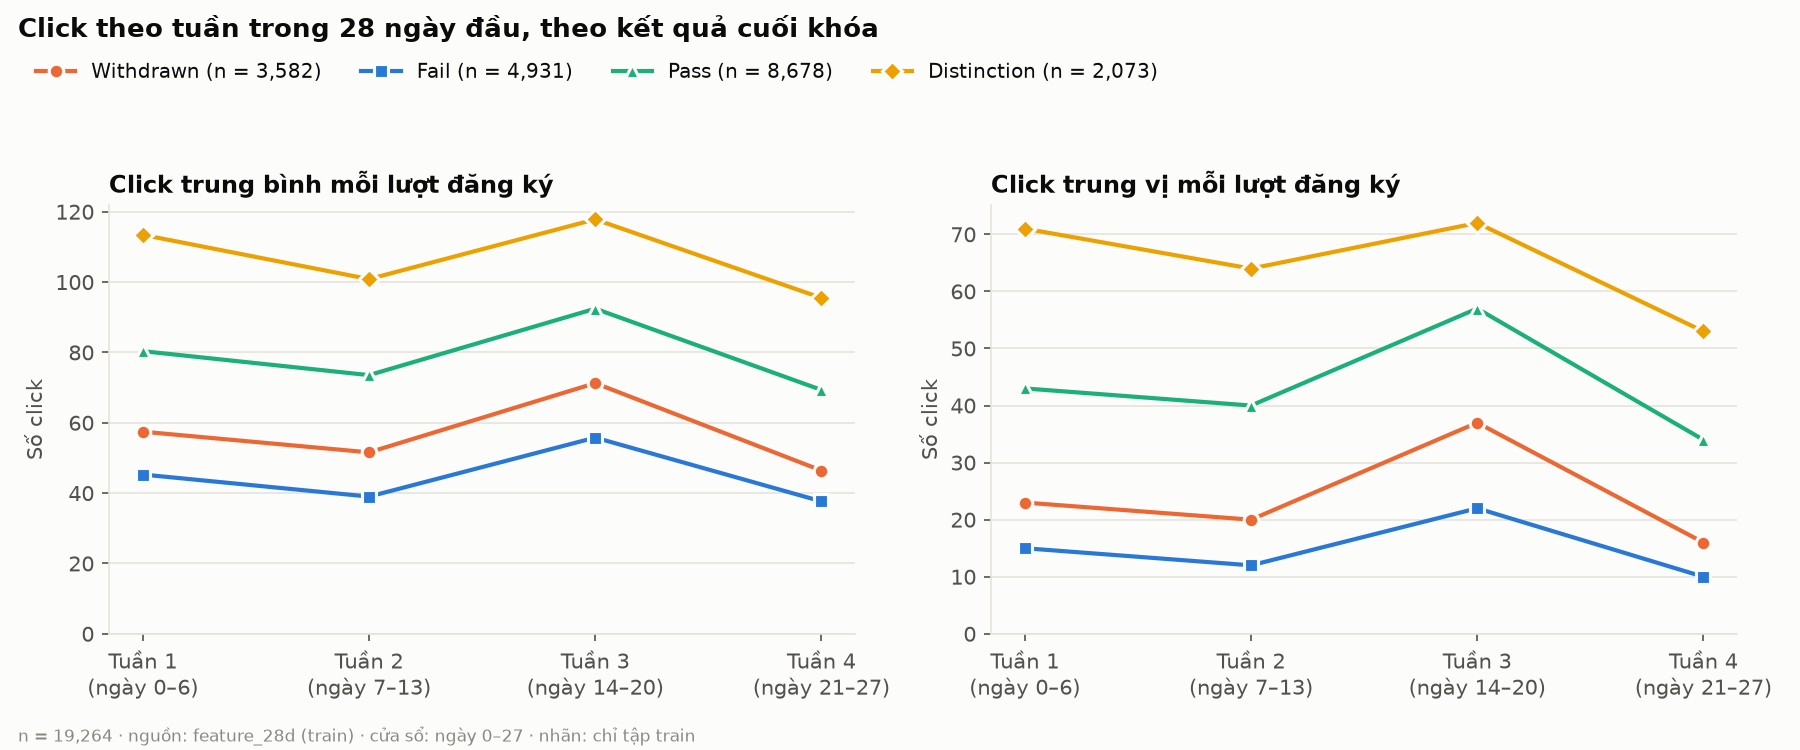 Click theo tuần trong 28 ngày đầu, theo kết quả cuối khóa
Withdrawn (n = 3,582) Fail (n = 4,931) Pass (n = 8,678) Distinction (n = 2,073)
Click trung bình mỗi lượt đăng ký
120
100
80
60
40
20
0
Số click
Tuần 1 Tuần 2 Tuần 3 Tuần 4
(ngày 0–6) (ngày 7–13) (ngày 14–20) (ngày 21–27)
Click trung vị mỗi lượt đăng ký
70
60
50
40
30
20
10
0
Số click
Tuần 1 Tuần 2 Tuần 3 Tuần 4
(ngày 0–6) (ngày 7–13) (ngày 14–20) (ngày 21–27)
n = 19,264 · nguồn: feature_28d (train) · cửa sổ: ngày 0–27 · nhãn: chỉ tập train